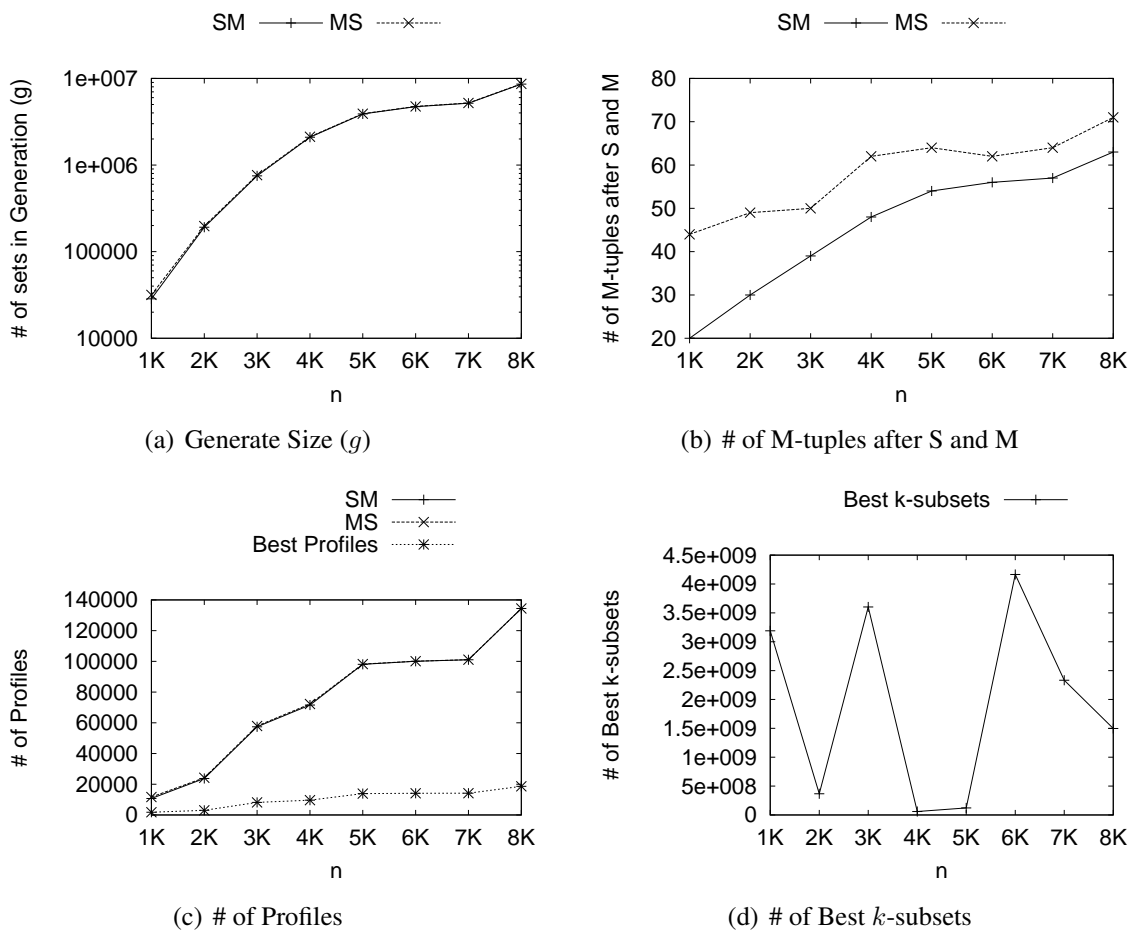 SM MS
# of sets in Generation (g)
1e+007
1e+006
100000
10000
1K 2K 3K 4K 5K 6K 7K 8K
n
(a) Generate Size (g)
SM MS
# of M-tuples after S and M
80
70
60
50
40
30
20
1K 2K 3K 4K 5K 6K 7K 8K
n
(b) # of M-tuples after S and M
SM
MS
Best Profiles
# of Profiles
140000
120000
100000
80000
60000
40000
20000
0
1K 2K 3K 4K 5K 6K 7K 8K
n
(c) # of Profiles
Best k-subsets
# of Best k-subsets
4.5e+009
4e+009
3.5e+009
3e+009
2.5e+009
2e+009
1.5e+009
1e+009
5e+008
0
1K 2K 3K 4K 5K 6K 7K 8K
n
(d) # of Best k-subsets